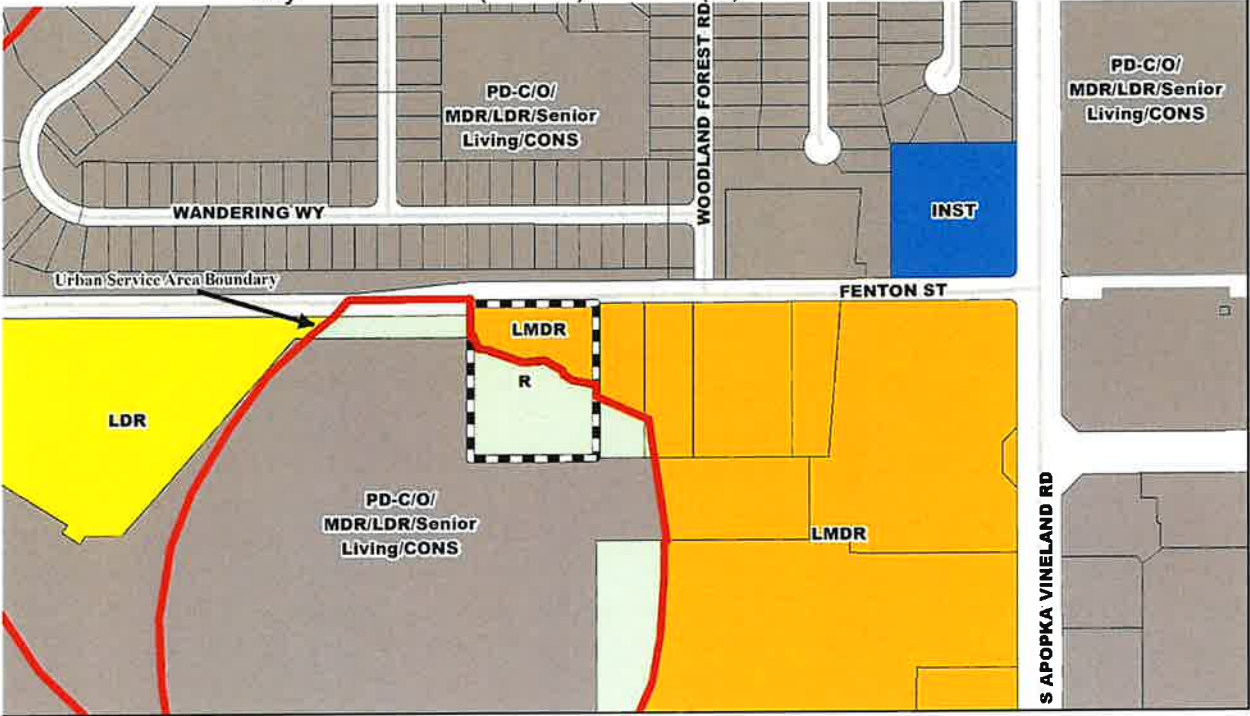 PD-C/O/
MDR/LDR/Senior
Living/CONS
WOODLAND FOREST RD.
PD-C/O/
MDR/LDR/Senior
Living/CONS
WANDERING WY
INST
Urban Service Area Boundary
FENTON ST
LMDR
R
LDR
PD-C/O/
MDR/LDR/Senior
Living/CONS
LMDR
S APOPKA VINELAND RD